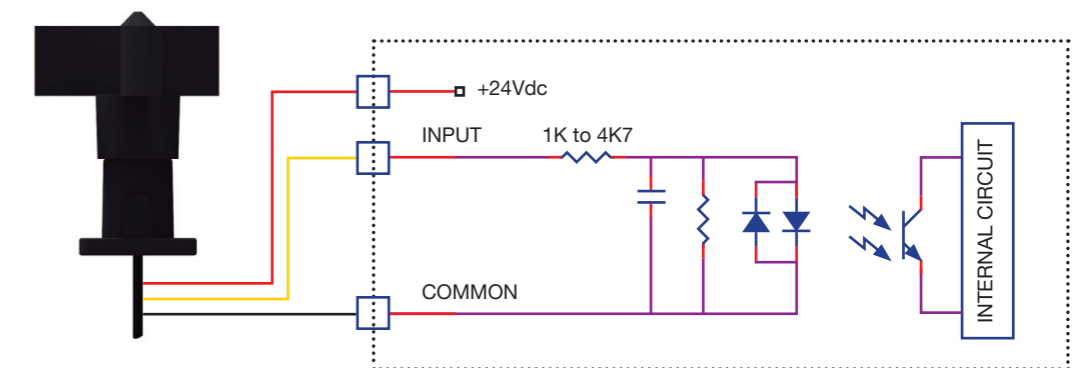 +24Vdc
INPUT
1K to 4K7
COMMON
INTERNAL CIRCUIT